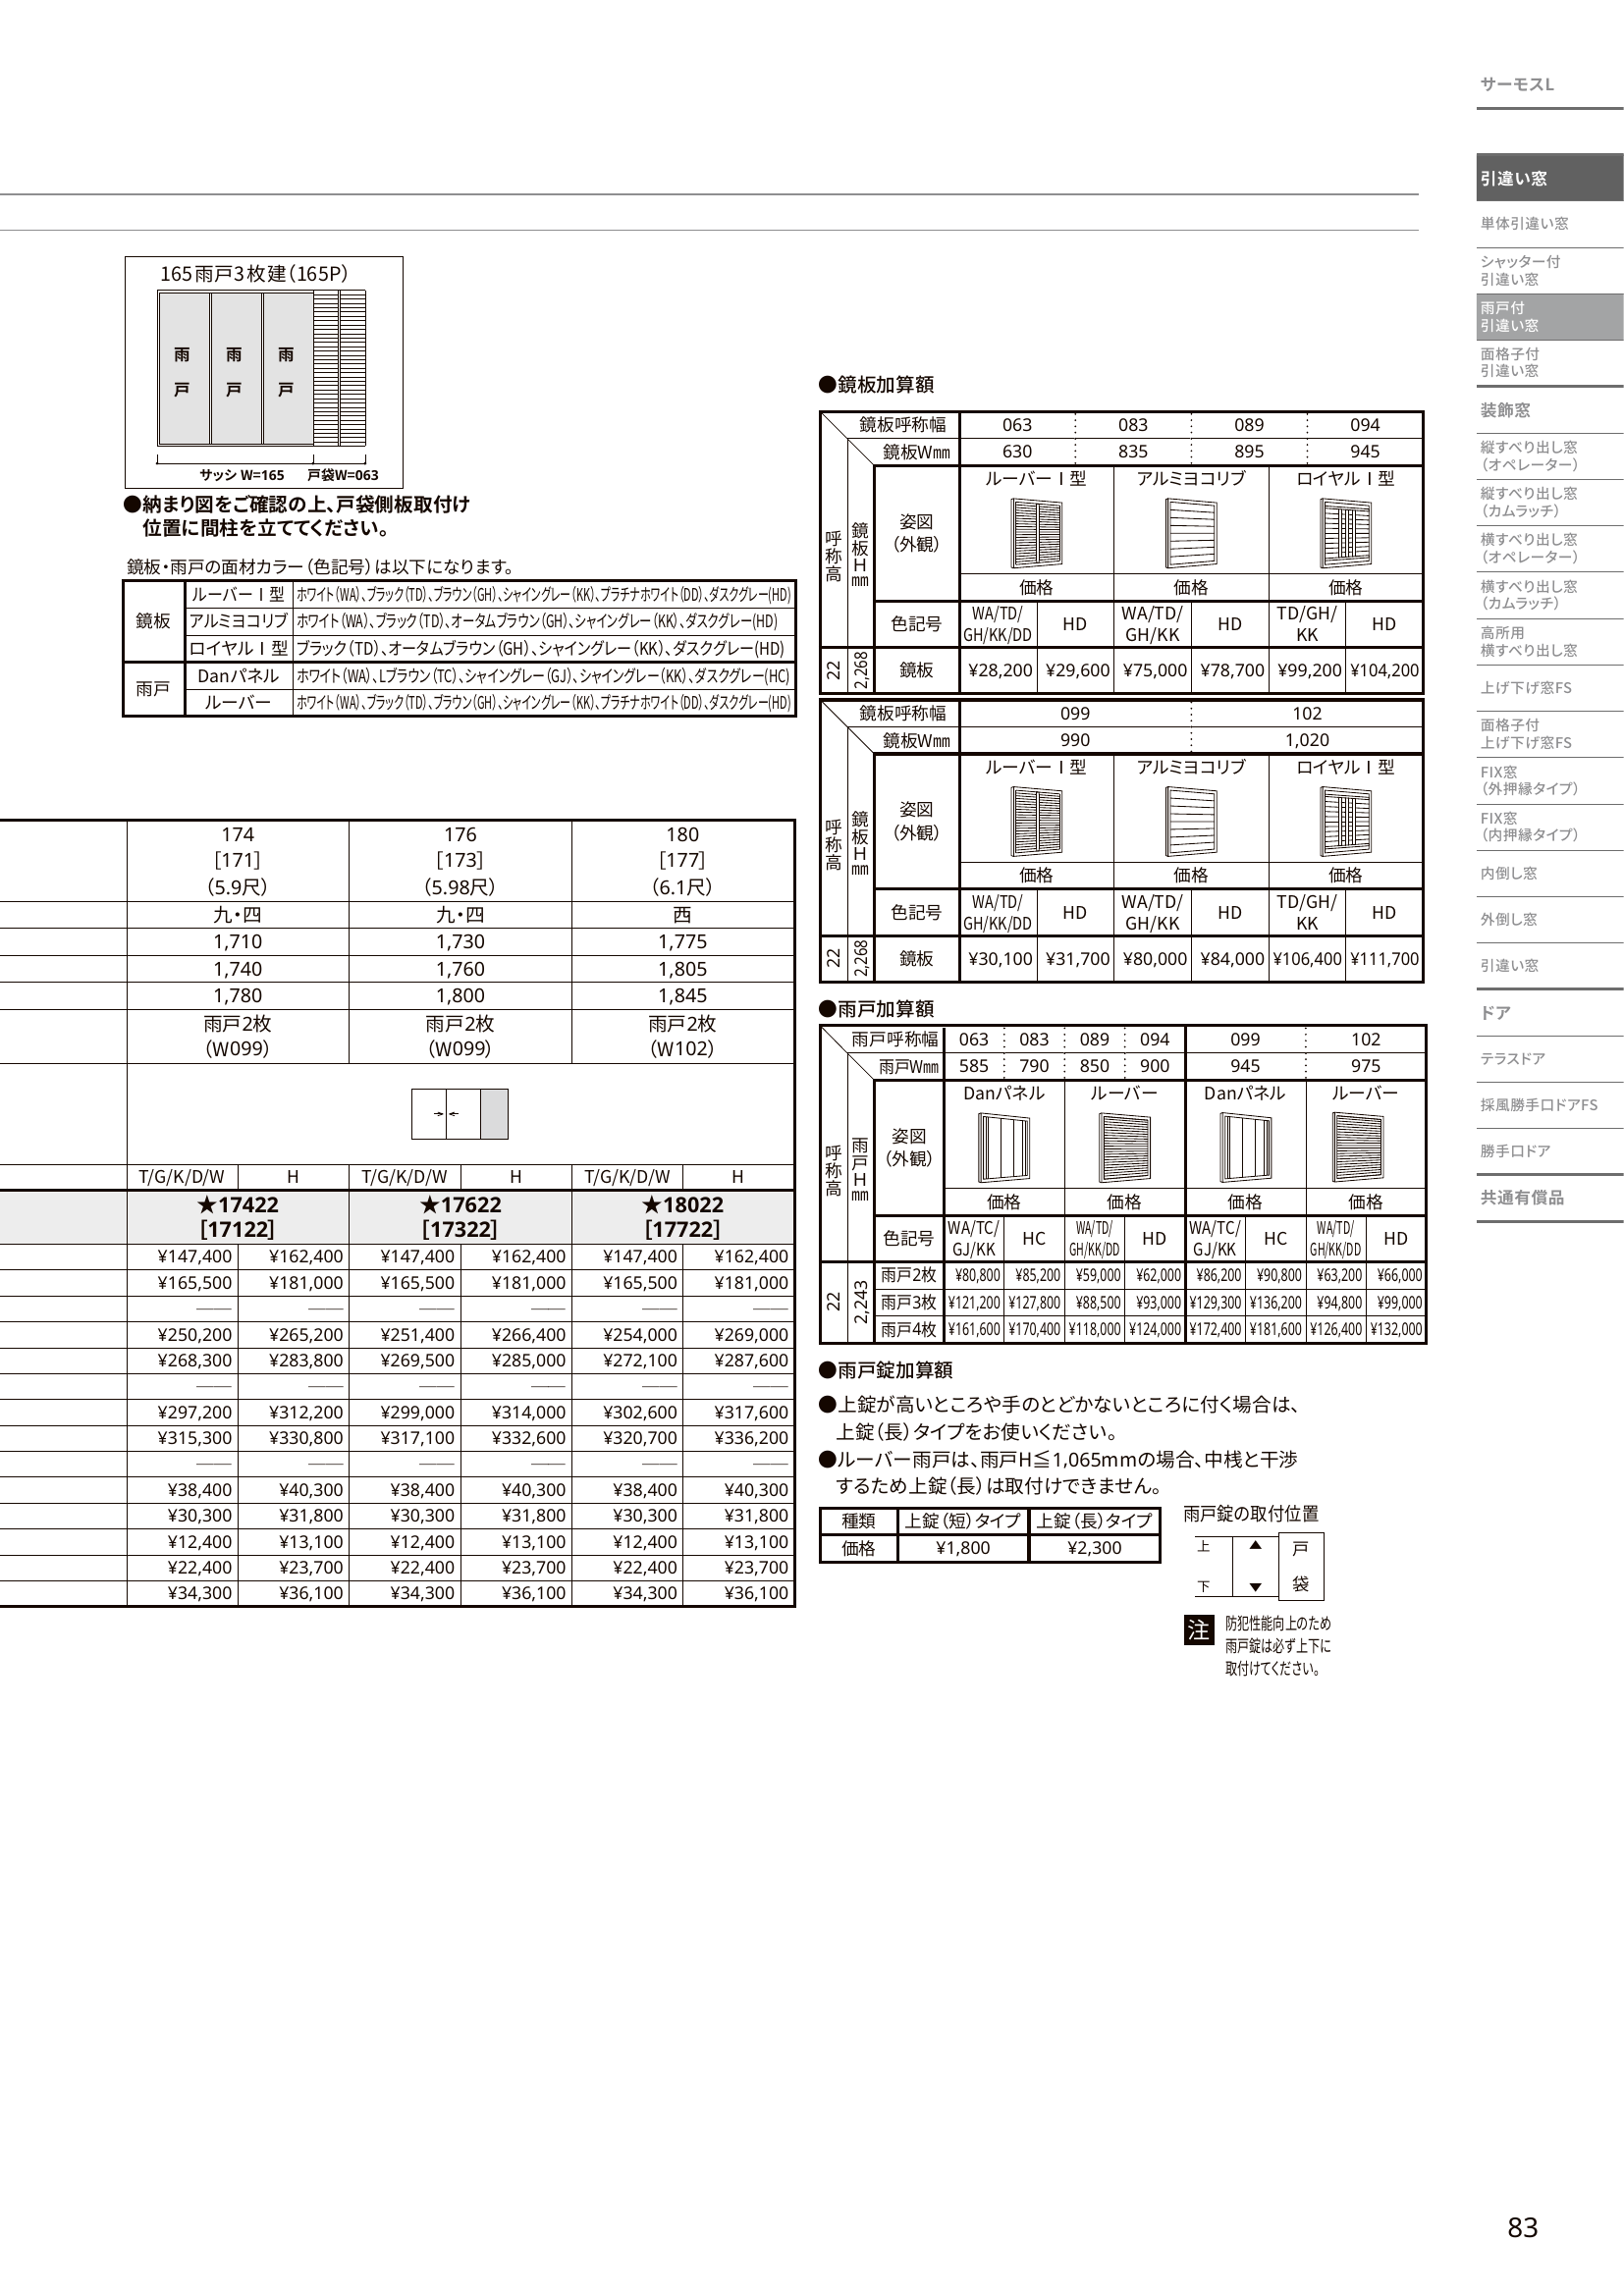 サーモスL
引違い窓
単体引違い窓
シャッター付
引違い窓
雨戸付
引違い窓
面格子付
引違い窓
装飾窓
縦すべり出し窓
（オペレーター）
縦すべり出し窓
（カムラッチ）
横すべり出し窓
（オペレーター）
横すべり出し窓
（カムラッチ）
高所用
横すべり出し窓
上げ下げ窓FS
面格子付
上げ下げ窓FS
FIX窓
（外押縁タイプ）
FIX窓
（内押縁タイプ）
内倒し窓
外倒し窓
引違い窓
ドア
テラスドア
採風勝手口ドアFS
勝手口ドア
共通有償品
165雨戸3枚建（165P）
雨戸 雨戸 雨戸
サッシ W=165 戸袋W=063
●納まり図をご確認の上、戸袋側板取付け
位置に間柱を立ててください。
鏡板・雨戸の面材カラー（色記号）は以下になります。
鏡板 ルーバーⅠ型 ホワイト（WA）、ブラック（TD）、ブラウン（GH）、シャイングレー（KK）、プラチナホワイト（DD）、ダスクグレー（HD）
アルミヨコリブ ホワイト（WA）、ブラック（TD）、オータムブラウン（GH）、シャイングレー（KK）、ダスクグレー(HD)
ロイヤルⅠ型 ブラック（TD）、オータムブラウン（GH）、シャイングレー（KK）、ダスクグレー(HD)
雨戸 Danパネル ホワイト（WA）、Lブラウン（TC）、シャイングレー（GJ）、シャイングレー（KK）、ダスクグレー(HC)
ルーバー ホワイト（WA）、ブラック（TD）、ブラウン（GH）、シャイングレー（KK）、プラチナホワイト（DD）、ダスクグレー（HD）
174 176 180
［171］ ［173］ ［177］
（5.9尺） （5.98尺） （6.1尺）
九・四 九・四 西
1,710 1,730 1,775
1,740 1,760 1,805
1,780 1,800 1,845
雨戸2枚 雨戸2枚 雨戸2枚
（W099） （W099） （W102）
T/G/K/D/W H T/G/K/D/W H T/G/K/D/W H
★17422 ★17622 ★18022
[17122] [17322] [17722]
¥147,400 ¥162,400 ¥147,400 ¥162,400 ¥147,400 ¥162,400
¥165,500 ¥181,000 ¥165,500 ¥181,000 ¥165,500 ¥181,000
—— —— —— —— —— ——
¥250,200 ¥265,200 ¥251,400 ¥266,400 ¥254,000 ¥269,000
¥268,300 ¥283,800 ¥269,500 ¥285,000 ¥272,100 ¥287,600
—— —— —— —— —— ——
¥297,200 ¥312,200 ¥299,000 ¥314,000 ¥302,600 ¥317,600
¥315,300 ¥330,800 ¥317,100 ¥332,600 ¥320,700 ¥336,200
—— —— —— —— —— ——
¥38,400 ¥40,300 ¥38,400 ¥40,300 ¥38,400 ¥40,300
¥30,300 ¥31,800 ¥30,300 ¥31,800 ¥30,300 ¥31,800
¥12,400 ¥13,100 ¥12,400 ¥13,100 ¥12,400 ¥13,100
¥22,400 ¥23,700 ¥22,400 ¥23,700 ¥22,400 ¥23,700
¥34,300 ¥36,100 ¥34,300 ¥36,100 ¥34,300 ¥36,100
●鏡板加算額
鏡板呼称幅 063 083 089 094
鏡板W㎜ 630 835 895 945
呼称高 鏡板H㎜ 姿図
（外観）
ルーバーⅠ型 アルミヨコリブ ロイヤルⅠ型
価格 価格 価格
色記号 WA/TD/
GH/KK/DD HD WA/TD/
GH/KK HD TD/GH/
KK HD
22 2,268 鏡板 ¥28,200 ¥29,600 ¥75,000 ¥78,700 ¥99,200 ¥104,200
鏡板呼称幅 099 102
鏡板W㎜ 990 1,020
呼称高 鏡板H㎜ 姿図
（外観）
ルーバーⅠ型 アルミヨコリブ ロイヤルⅠ型
価格 価格 価格
色記号 WA/TD/
GH/KK/DD HD WA/TD/
GH/KK HD TD/GH/
KK HD
22 2,268 鏡板 ¥30,100 ¥31,700 ¥80,000 ¥84,000 ¥106,400 ¥111,700
●雨戸加算額
雨戸呼称幅 063 083 089 094 099 102
雨戸W㎜ 585 790 850 900 945 975
呼称高 雨戸H㎜ 姿図
（外観）
Danパネル ルーバー Danパネル ルーバー
価格 価格 価格 価格
色記号 WA/TC/
GJ/KK HC WA/TD/
GH/KK/DD HD WA/TC/
GJ/KK HC WA/TD/
GH/KK/DD HD
22 2,243 雨戸2枚 ¥80,800 ¥85,200 ¥59,000 ¥62,000 ¥86,200 ¥90,800 ¥63,200 ¥66,000
雨戸3枚 ¥121,200 ¥127,800 ¥88,500 ¥93,000 ¥129,300 ¥136,200 ¥94,800 ¥99,000
雨戸4枚 ¥161,600 ¥170,400 ¥118,000 ¥124,000 ¥172,400 ¥181,600 ¥126,400 ¥132,000
●雨戸錠加算額
●上錠が高いところや手のとどかないところに付く場合は、
上錠（長）タイプをお使いください。
●ルーバー雨戸は、雨戸H≦1,065mmの場合、中桟と干渉
するため上錠（長）は取付けできません。
種類 上錠（短）タイプ 上錠（長）タイプ
価格 ¥1,800 ¥2,300
雨戸錠の取付位置
上 ▲ 戸
下 ▼ 袋
注 防犯性能向上のため
雨戸錠は必ず上下に
取付けてください。
83